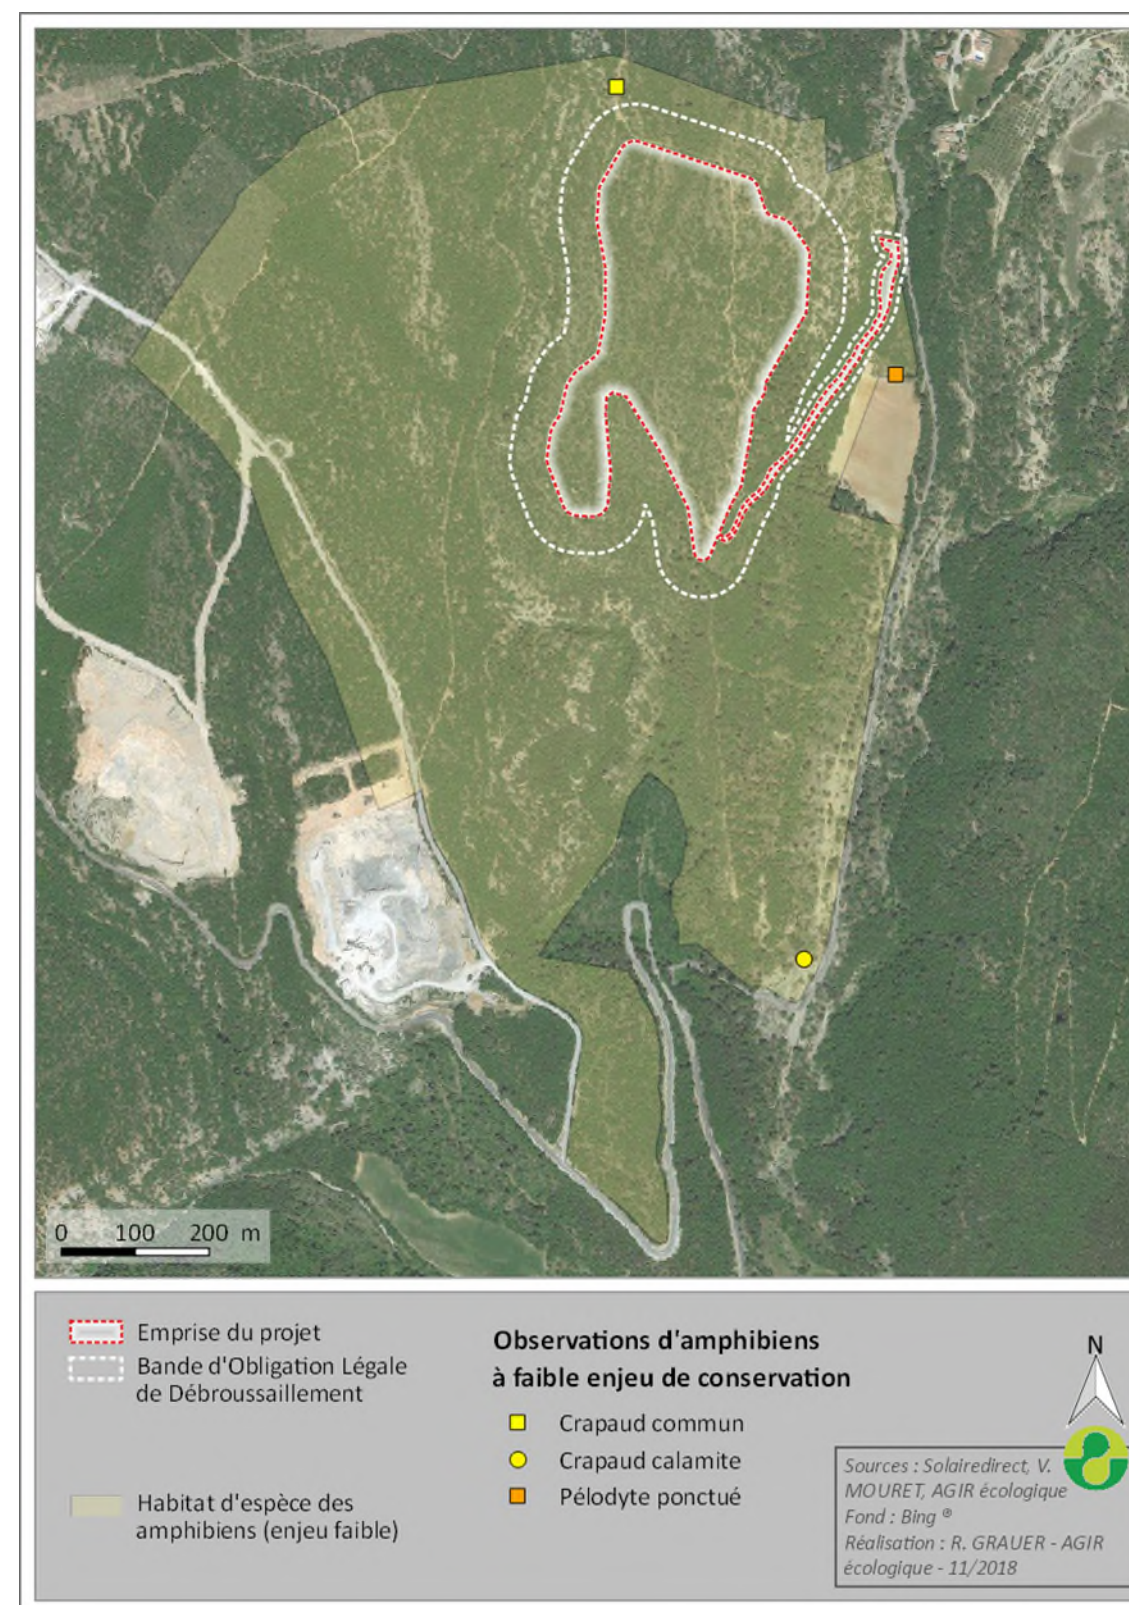 0 100 200 m
Emprise du projet
Bande d'Obligation Légale
de Débroussaillement
Habitat d'espèce des
amphibiens (enjeu faible)
Observations d'amphibiens
à faible enjeu de conservation
Crapaud commun
Crapaud calamite
Pélodyte ponctué
N
Sources : Solairedirect, V.
MOURET, AGIR écologique
Fond : Bing ®
Réalisation : R. GRAUER - AGIR
écologique - 11/2018